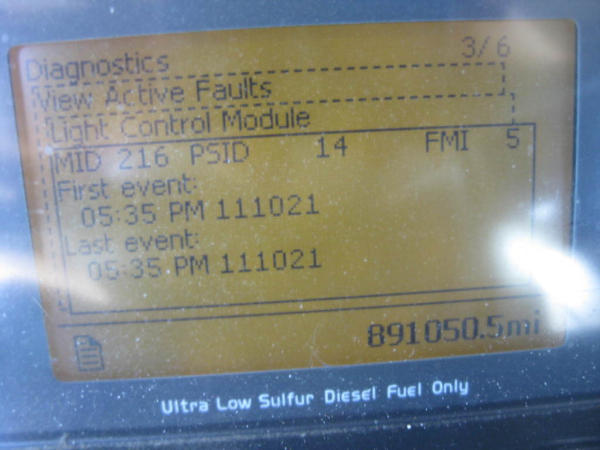 Diagnostics 3/6
View Active Faults
Light Control Module
MID 216 PSID 14 FMI 5
First event:
05:35 PM 111021
Last event:
05:35 PM 111021
891050.5mi
Ultra Low Sulfur Diesel Fuel Only